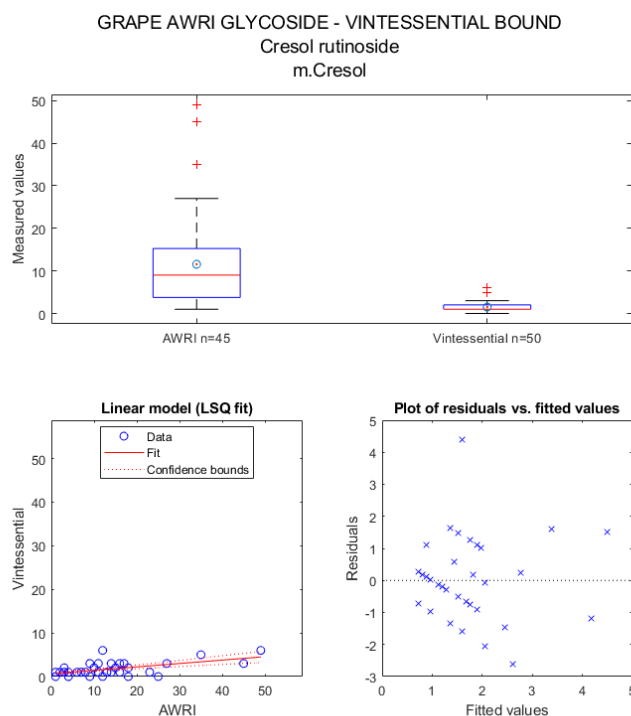 GRAPE AWRI GLYCOSIDE - VINTESSENTIAL BOUND
Cresol rutinoside
m.Cresol
Measured values
50
40
30
20
10
0
AWRI n=45
Vintessential n=50
Linear model (LSQ fit)
Data
Fit
Confidence bounds
Vintessential
50
40
30
20
10
0
0 10 20 30 40 50
AWRI
Plot of residuals vs. fitted values
Residuals
5
4
3
2
1
0
-1
-2
-3
0 1 2 3 4 5
Fitted values